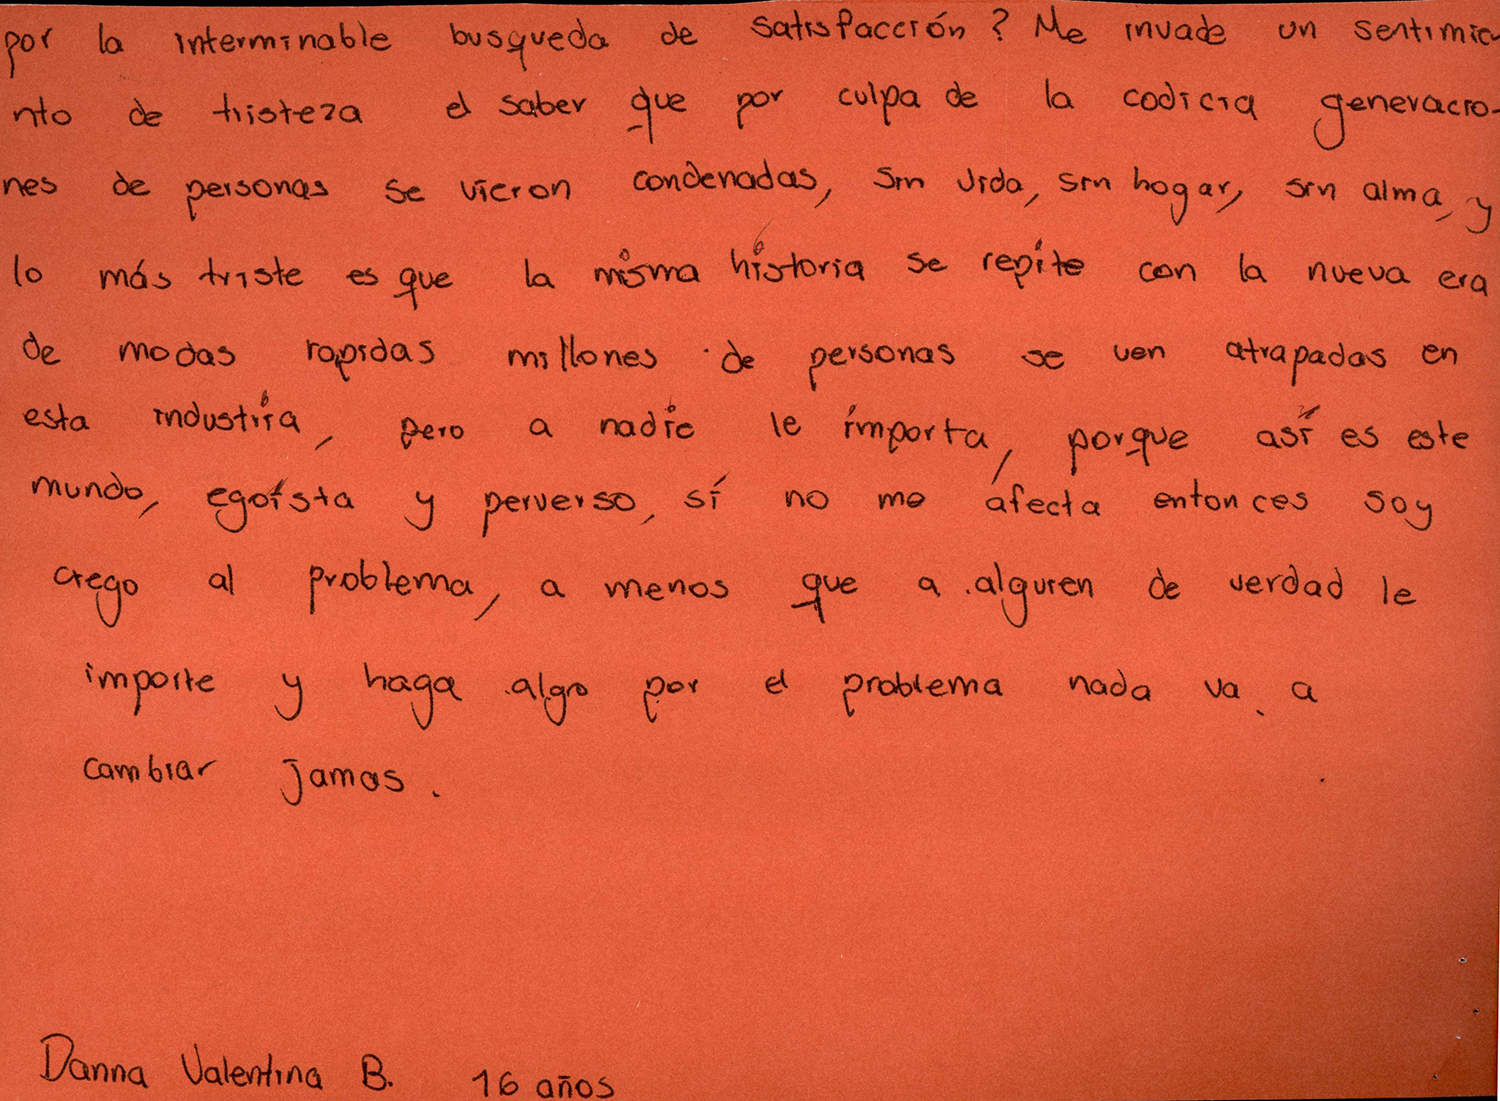 por la interminable busqueda de satisfacción? Me invade un sentimie-
nto de tristeza el saber que por culpa de la codicia generacio-
nes de personas se vieron condenadas, sin vida, sin hogar, sin alma, y
lo más triste es que la misma historia se repite con la nueva era
de modas rapidas millones de personas se ven atrapadas en
esta industria, pero a nadie le importa, porque así es este
mundo, egoísta y perverso, sí no me afecta entonces soy
ciego al problema, a menos que a alguien de verdad le
importe y haga algo por el problema nada va a
cambiar jamas.
Danna Valentina B. 16 años